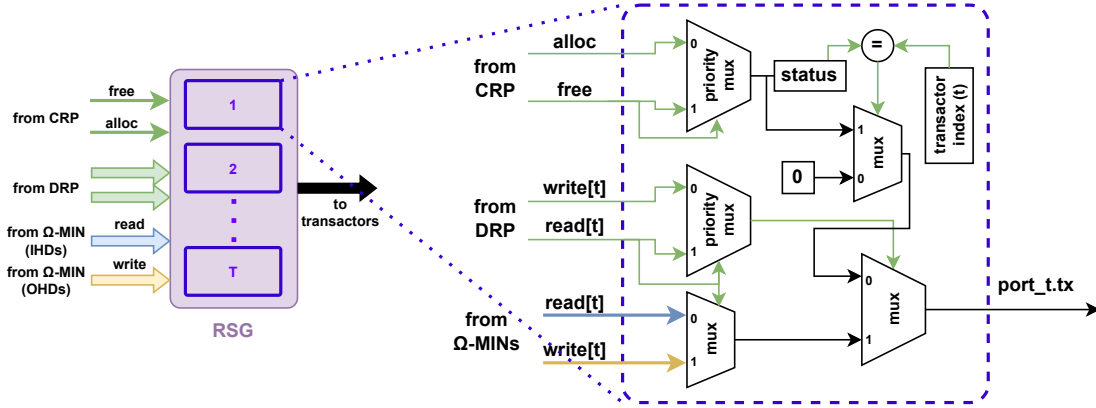 free
from CRP
alloc
from DRP
from Ω-MIN
(IHDs)
read
from Ω-MIN
(OHDs)
write
1
2
T
RSG
to
transactors
from
CRP
alloc
free
0
1
priority
mux
status
=
transactor
index (t)
1
0
mux
0
from
DRP
write[t]
read[t]
0
1
priority
mux
from
Ω-MINs
read[t]
write[t]
0
1
mux
0
1
mux
port_t.tx